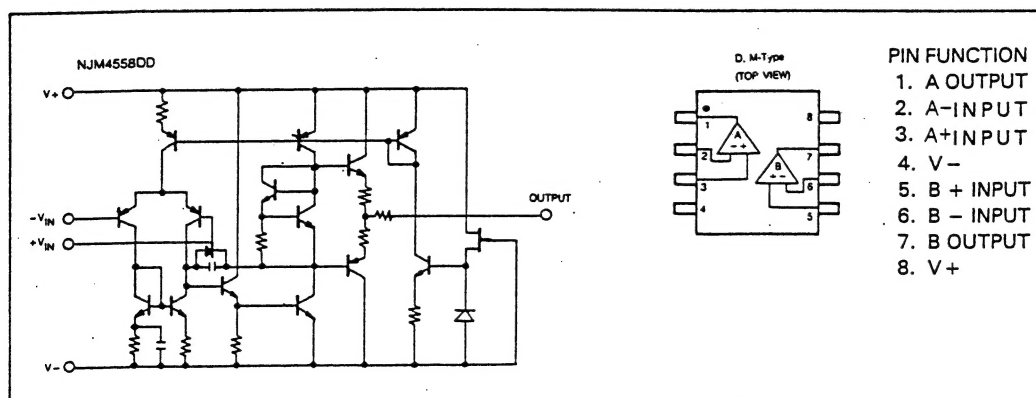 NJM4558DD
V+
−VIN
+VIN
V−
OUTPUT
D, M-Type
(TOP VIEW)
1
2
3
4
5
6
7
8
A
− +
B
+ −
PIN FUNCTION
1. A OUTPUT
2. A−INPUT
3. A+INPUT
4. V−
5. B + INPUT
6. B − INPUT
7. B OUTPUT
8. V+